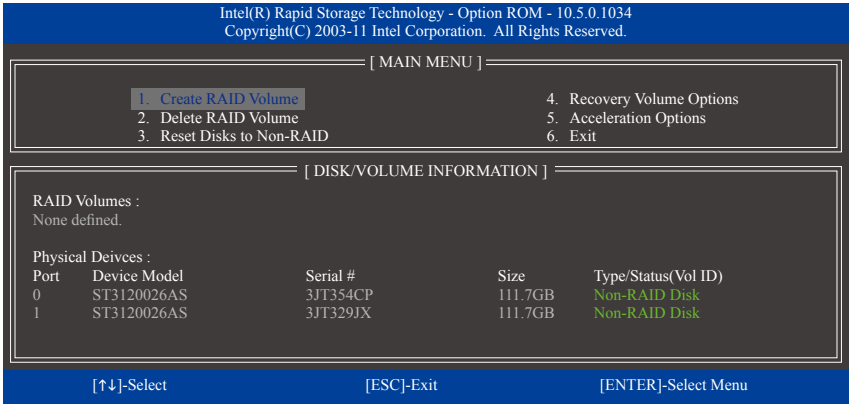 Intel(R) Rapid Storage Technology - Option ROM - 10.5.0.1034
Copyright(C) 2003-11 Intel Corporation.  All Rights Reserved.
[ MAIN MENU ]
1.  Create RAID Volume
2.  Delete RAID Volume
3.  Reset Disks to Non-RAID
4.  Recovery Volume Options
5.  Acceleration Options
6.  Exit
[ DISK/VOLUME INFORMATION ]
RAID Volumes :
None defined.
Physical Deivces :
Port Device Model Serial # Size Type/Status(Vol ID)
0 ST3120026AS 3JT354CP 111.7GB Non-RAID Disk
1 ST3120026AS 3JT329JX 111.7GB Non-RAID Disk
[↑↓]-Select [ESC]-Exit [ENTER]-Select Menu